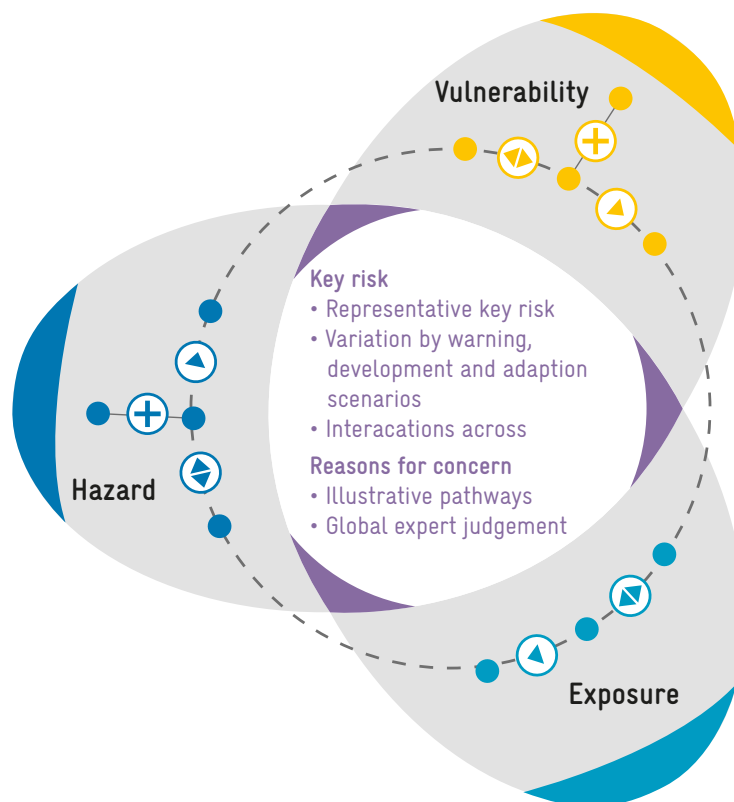 Vulnerability
Key risk
• Representative key risk
• Variation by warning,
development and adaption
scenarios
• Interacations across
Reasons for concern
• Illustrative pathways
• Global expert judgement
Hazard
Exposure